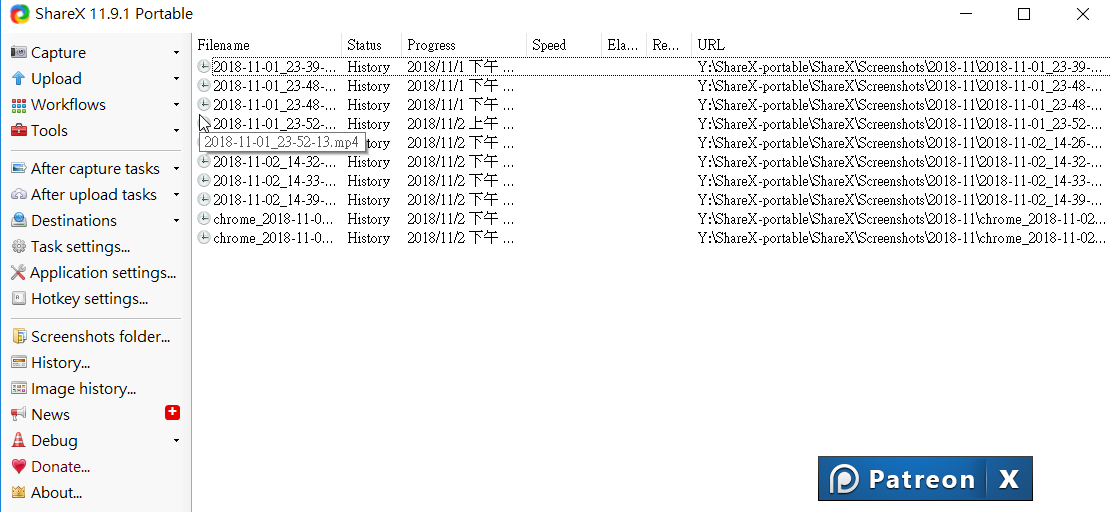 ShareX 11.9.1 Portable
Capture
Upload
Workflows
Tools
After capture tasks
After upload tasks
Destinations
Task settings...
Application settings...
Hotkey settings...
Screenshots folder...
History...
Image history...
News
Debug
Donate...
About...
Filename Status Progress Speed Ela... Re... URL
2018-11-01_23-39-... History 2018/11/1 下午 ... Y:\ShareX-portable\ShareX\Screenshots\2018-11\2018-11-01_23-39-...
2018-11-01_23-48-... History 2018/11/1 下午 ... Y:\ShareX-portable\ShareX\Screenshots\2018-11\2018-11-01_23-48-...
2018-11-01_23-48-... History 2018/11/1 下午 ... Y:\ShareX-portable\ShareX\Screenshots\2018-11\2018-11-01_23-48-...
2018-11-01_23-52-... History 2018/11/2 上午 ... Y:\ShareX-portable\ShareX\Screenshots\2018-11\2018-11-01_23-52-...
2018-11-01_23-52-13.mp4 tory 2018/11/2 下午 ... Y:\ShareX-portable\ShareX\Screenshots\2018-11\2018-11-02_14-26-...
2018-11-02_14-32-... History 2018/11/2 下午 ... Y:\ShareX-portable\ShareX\Screenshots\2018-11\2018-11-02_14-32-...
2018-11-02_14-33-... History 2018/11/2 下午 ... Y:\ShareX-portable\ShareX\Screenshots\2018-11\2018-11-02_14-33-...
2018-11-02_14-39-... History 2018/11/2 下午 ... Y:\ShareX-portable\ShareX\Screenshots\2018-11\2018-11-02_14-39-...
chrome_2018-11-0... History 2018/11/2 下午 ... Y:\ShareX-portable\ShareX\Screenshots\2018-11\chrome_2018-11-02...
chrome_2018-11-0... History 2018/11/2 下午 ... Y:\ShareX-portable\ShareX\Screenshots\2018-11\chrome_2018-11-02...
Patreon X